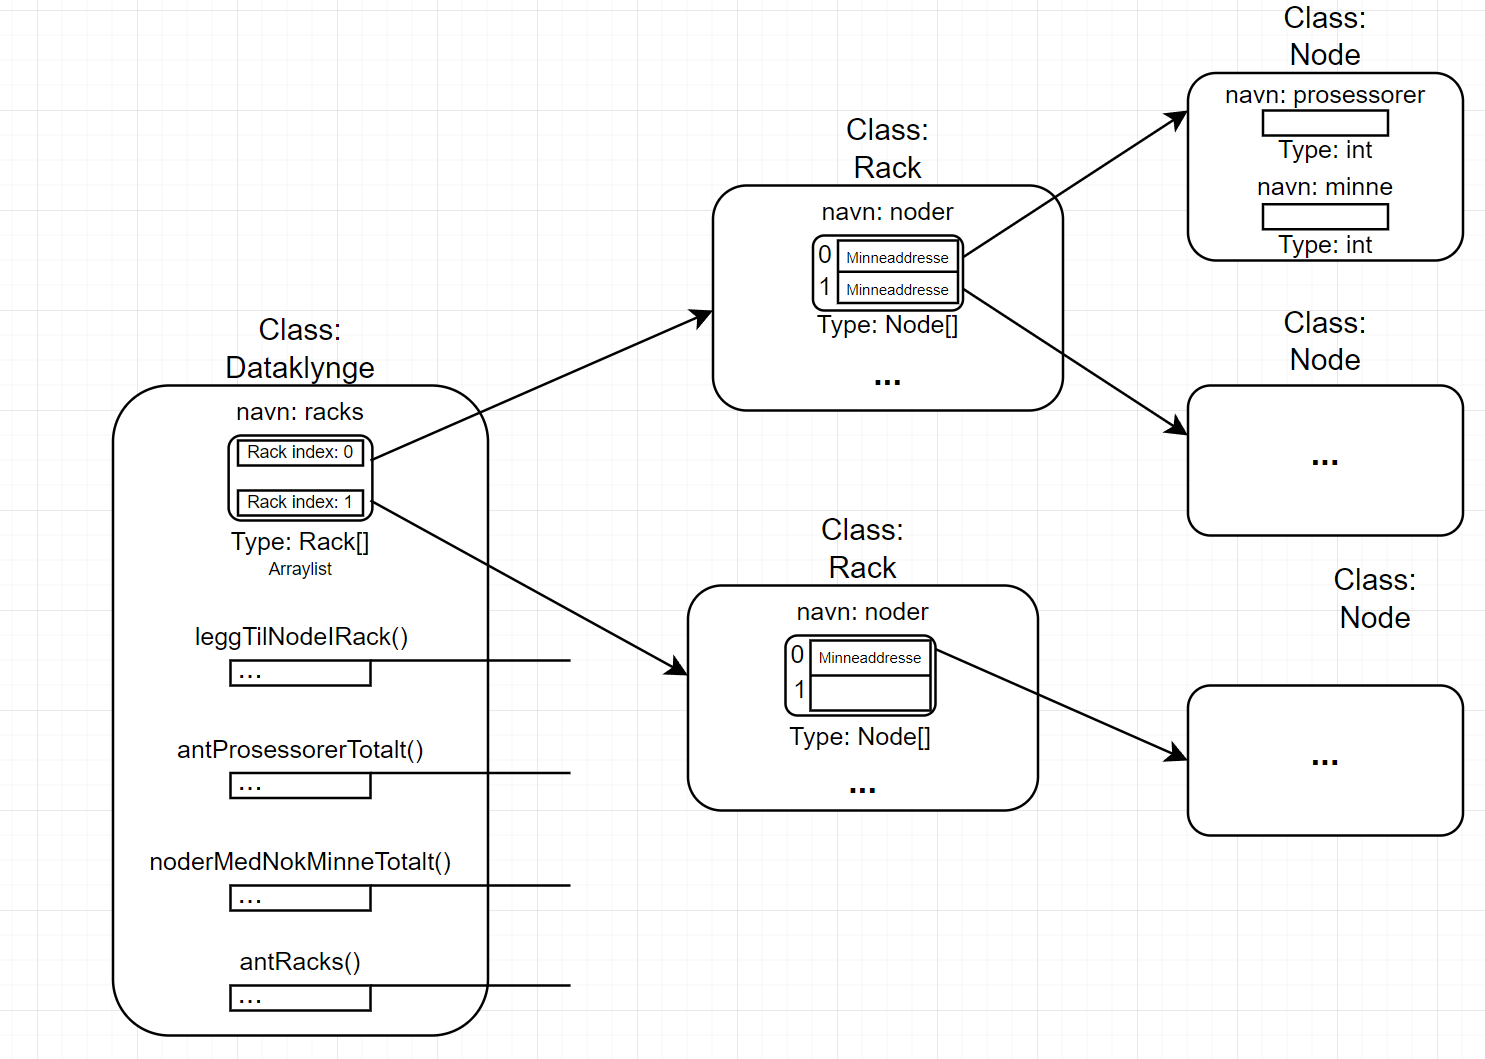 Class:
Dataklynge
navn: racks
Rack index: 0
Rack index: 1
Type: Rack[]
Arraylist
leggTilNodeIRack()
...
antProsessorerTotalt()
...
noderMedNokMinneTotalt()
...
antRacks()
...
Class:
Rack
navn: noder
0 Minneaddresse
1 Minneaddresse
Type: Node[]
...
Class:
Rack
navn: noder
0 Minneaddresse
1
Type: Node[]
...
Class:
Node
navn: prosessorer
Type: int
navn: minne
Type: int
Class:
Node
...
Class:
Node
...